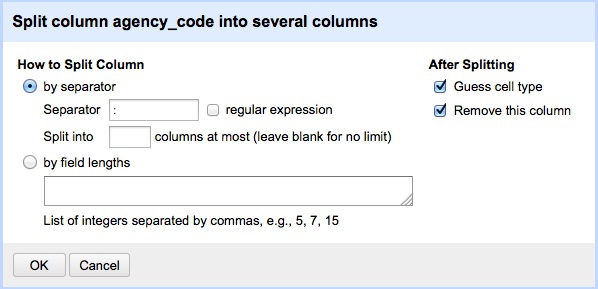 Split column agency_code into several columns
How to Split Column
After Splitting
by separator
Guess cell type
Separator : regular expression
Remove this column
Split into columns at most (leave blank for no limit)
by field lengths
List of integers separated by commas, e.g., 5, 7, 15
OK Cancel